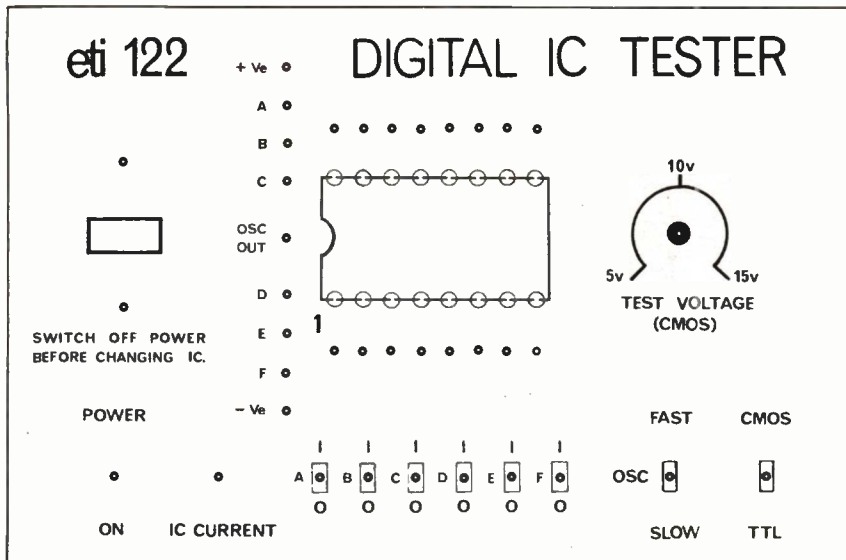 eti 122
DIGITAL IC TESTER
+ Ve
A
B
C
OSC
OUT
D
E
F
– Ve
1
10v
5v
15v
TEST VOLTAGE
(CMOS)
SWITCH OFF POWER
BEFORE CHANGING IC.
POWER
ON
IC CURRENT
I I I I I I
A B C D E F
O O O O O O
FAST
OSC
SLOW
CMOS
TTL